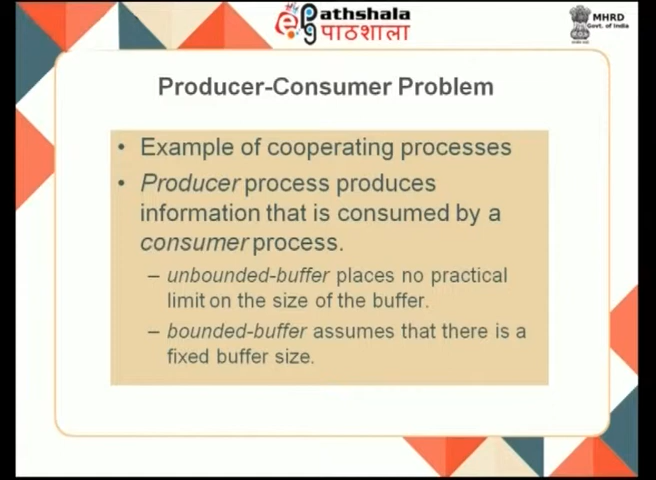 ePathshala
पाठशाला
MHRD
Govt. of India
Producer-Consumer Problem
• Example of cooperating processes
• Producer process produces
information that is consumed by a
consumer process.
– unbounded-buffer places no practical
limit on the size of the buffer.
– bounded-buffer assumes that there is a
fixed buffer size.